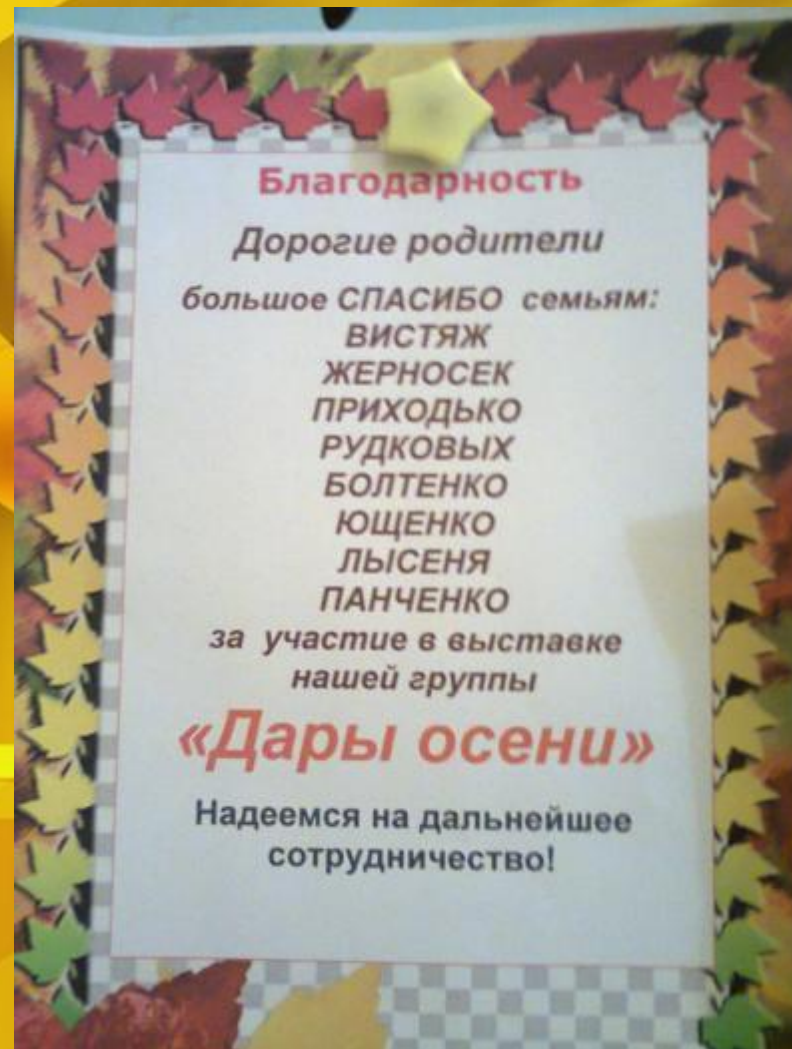 Благодарность
Дорогие родители
большое СПАСИБО семьям:
ВИСТЯЖ
ЖЕРНОСЕК
ПРИХОДЬКО
РУДКОВЫХ
БОЛТЕНКО
ЮЩЕНКО
ЛЫСЕНЯ
ПАНЧЕНКО
за участие в выставке
нашей группы
«Дары осени»
Надеемся на дальнейшее
сотрудничество!